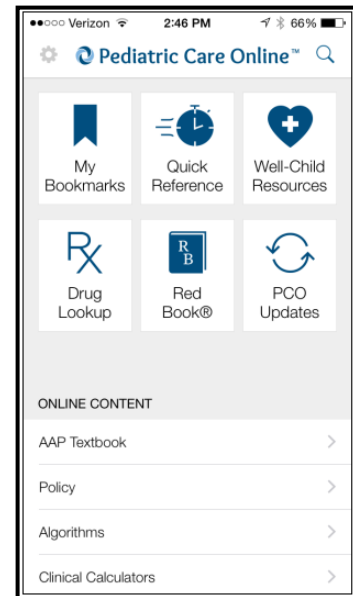 Verizon 2:46 PM 66%
Pediatric Care Online™
My
Bookmarks
Quick
Reference
Well-Child
Resources
Rx
Drug
Lookup
R
B
Red
Book®
PCO
Updates
ONLINE CONTENT
AAP Textbook
Policy
Algorithms
Clinical Calculators